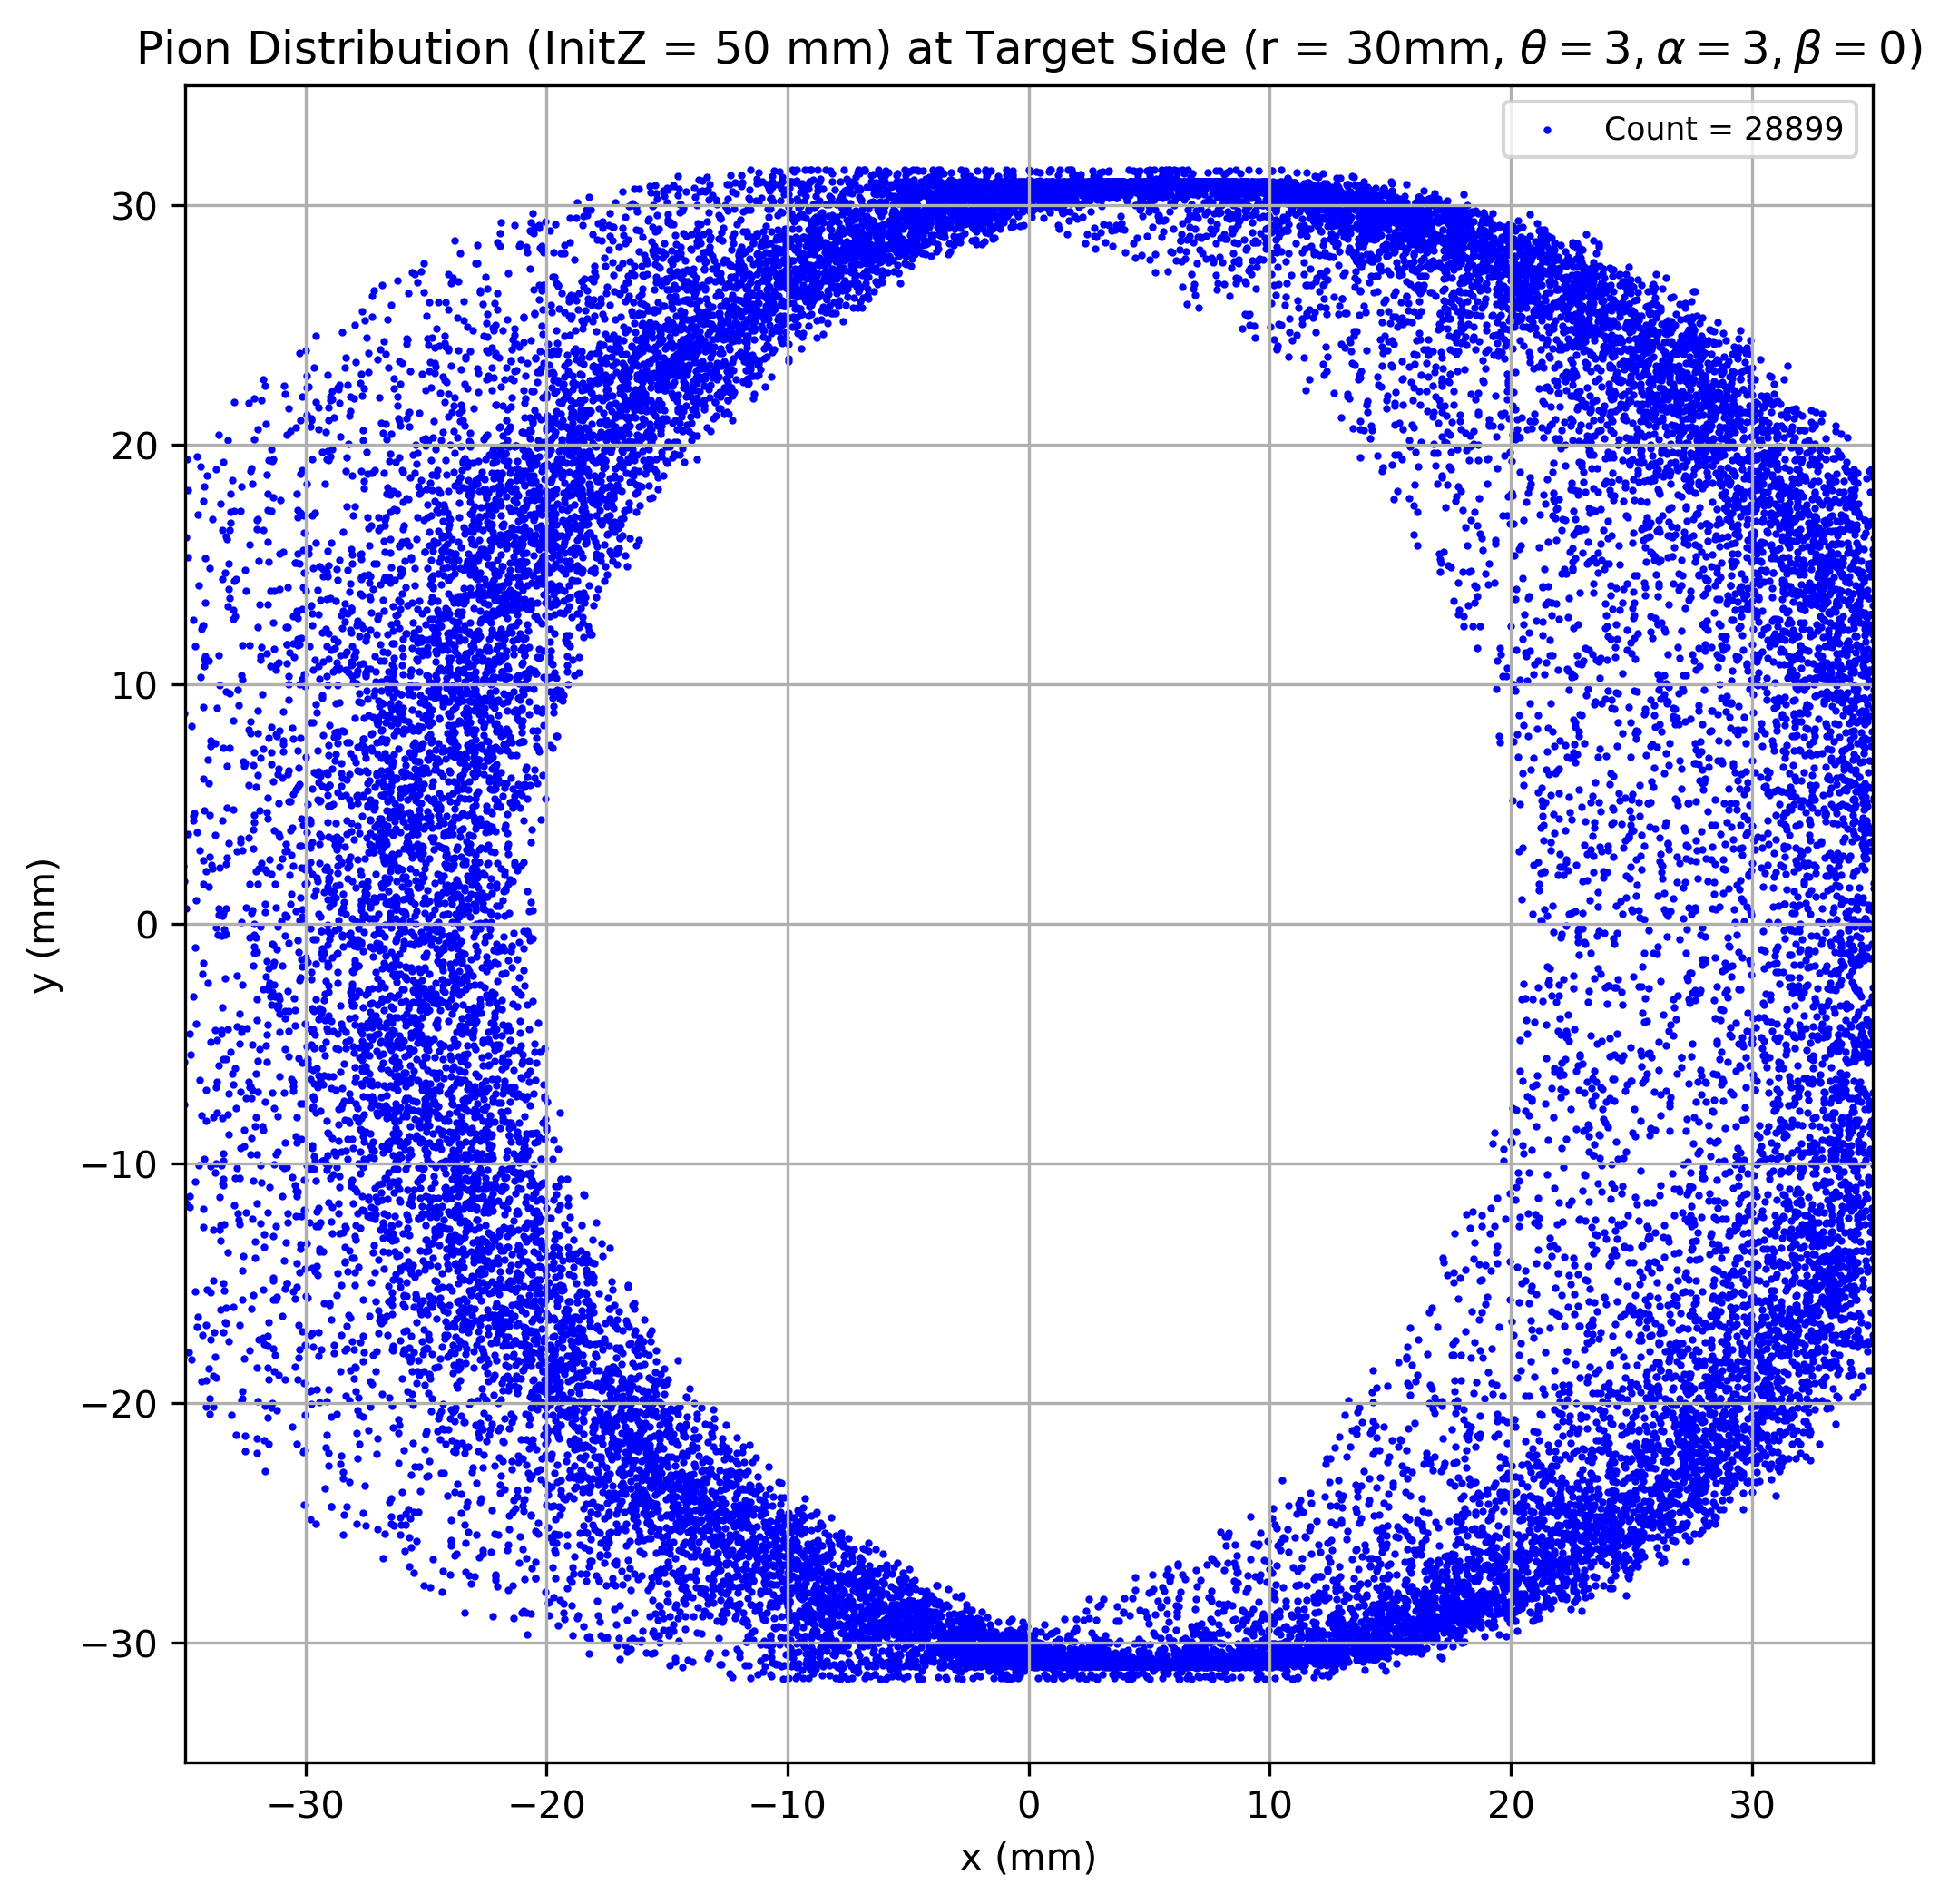 Pion Distribution (InitZ = 50 mm) at Target Side (r = 30mm, θ = 3, α = 3, β = 0)
Count = 28899
30
20
10
0
−10
−20
−30
y (mm)
−30 −20 −10 0 10 20 30
x (mm)